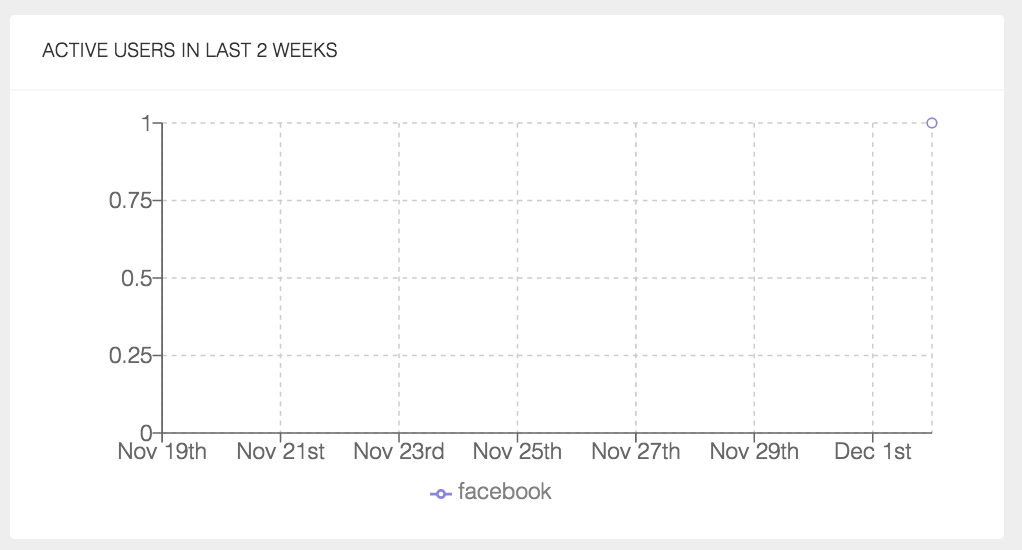 ACTIVE USERS IN LAST 2 WEEKS
1
0.75
0.5
0.25
0
Nov 19th Nov 21st Nov 23rd Nov 25th Nov 27th Nov 29th Dec 1st
facebook